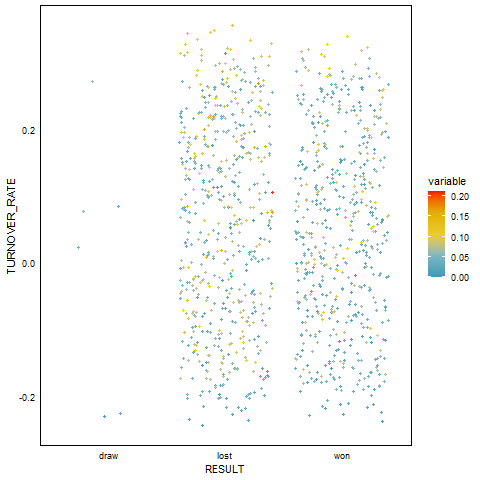 TURNOVER_RATE
0.2
0.0
-0.2
draw
lost
won
RESULT
variable
0.20
0.15
0.10
0.05
0.00